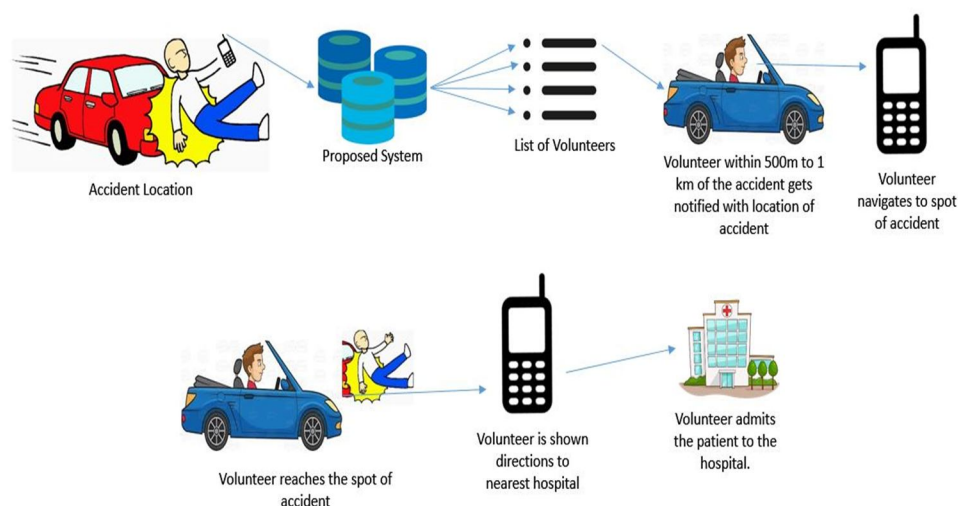 Accident Location
Proposed System
List of Volunteers
Volunteer within 500m to 1
km of the accident gets
notified with location of
accident
Volunteer
navigates to spot
of accident
Volunteer reaches the spot of
accident
Volunteer is shown
directions to
nearest hospital
Volunteer admits
the patient to the
hospital.